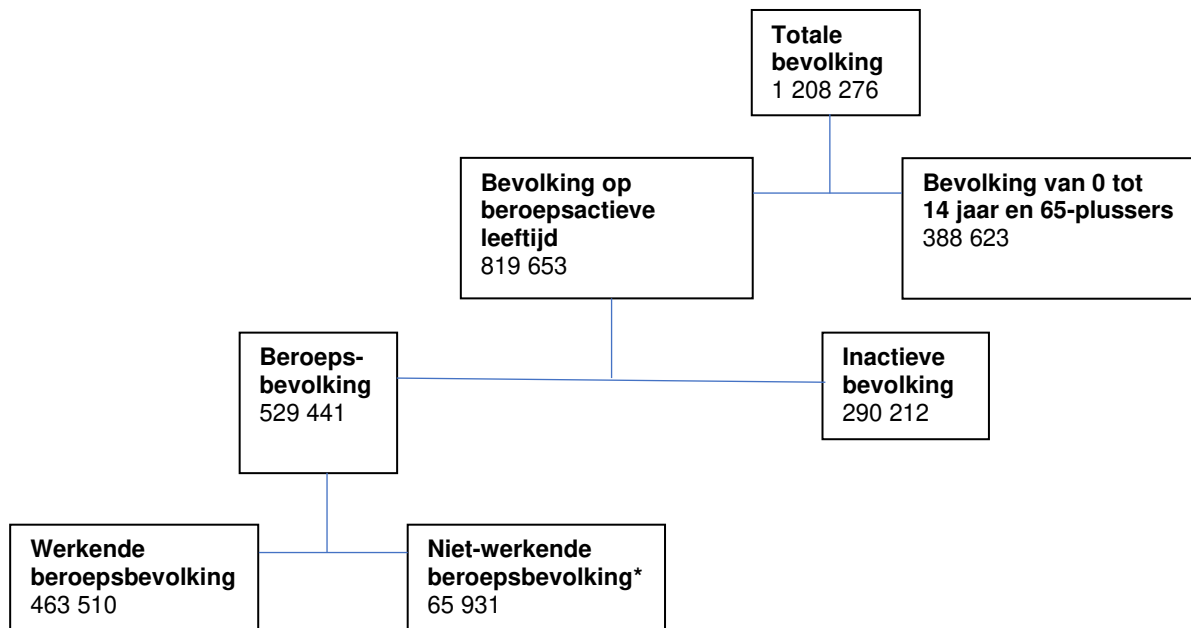 Totale
bevolking
1 208 276
Bevolking op
beroepsactieve
leeftijd
819 653
Bevolking van 0 tot
14 jaar en 65-plussers
388 623
Beroeps-
bevolking
529 441
Inactieve
bevolking
290 212
Werkende
beroepsbevolking
463 510
Niet-werkende
beroepsbevolking*
65 931